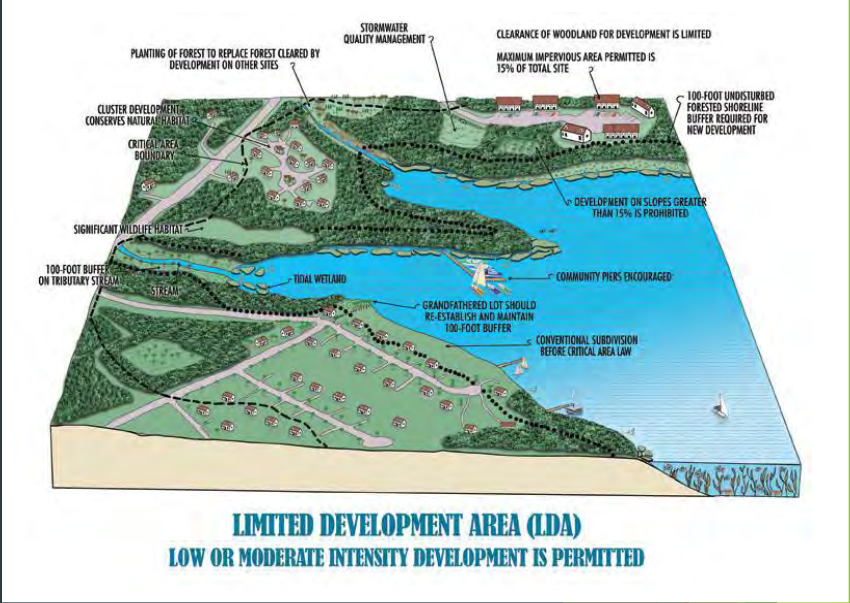 STORMWATER
QUALITY MANAGEMENT
CLEARANCE OF WOODLAND FOR DEVELOPMENT IS LIMITED
PLANTING OF FOREST TO REPLACE FOREST CLEARED BY
DEVELOPMENT ON OTHER SITES
MAXIMUM IMPERVIOUS AREA PERMITTED IS
15% OF TOTAL SITE
100-FOOT UNDISTURBED
FORESTED SHORELINE
BUFFER REQUIRED FOR
NEW DEVELOPMENT
CLUSTER DEVELOPMENT
CONSERVES NATURAL HABITAT
CRITICAL AREA
BOUNDARY
DEVELOPMENT ON SLOPES GREATER
THAN 15% IS PROHIBITED
SIGNIFICANT WILDLIFE HABITAT
100-FOOT BUFFER
ON TRIBUTARY STREAM
STREAM
TIDAL WETLAND
COMMUNITY PIERS ENCOURAGED
GRANDFATHERED LOT SHOULD
RE-ESTABLISH AND MAINTAIN
100-FOOT BUFFER
CONVENTIONAL SUBDIVISION
BEFORE CRITICAL AREA LAW
LIMITED DEVELOPMENT AREA (LDA)
LOW OR MODERATE INTENSITY DEVELOPMENT IS PERMITTED